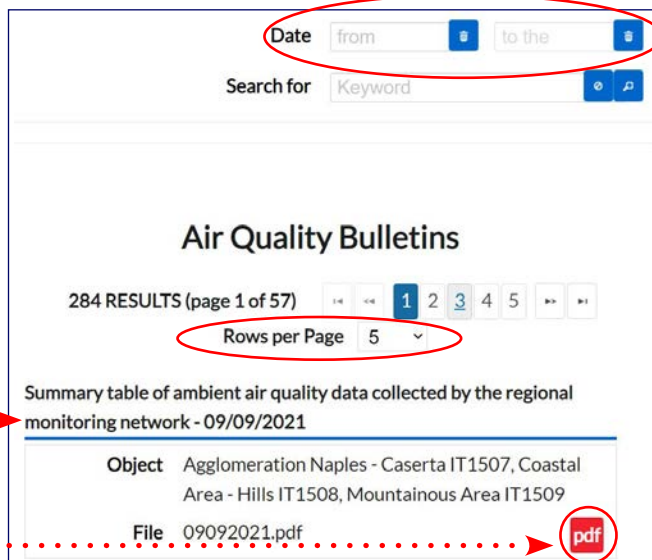 Date from to the
Search for Keyword
Air Quality Bulletins
284 RESULTS (page 1 of 57) 1 2 3 4 5
Rows per Page 5
Summary table of ambient air quality data collected by the regional
monitoring network - 09/09/2021
Object Agglomeration Naples - Caserta IT1507, Coastal
Area - Hills IT1508, Mountainous Area IT1509
File 09092021.pdf pdf